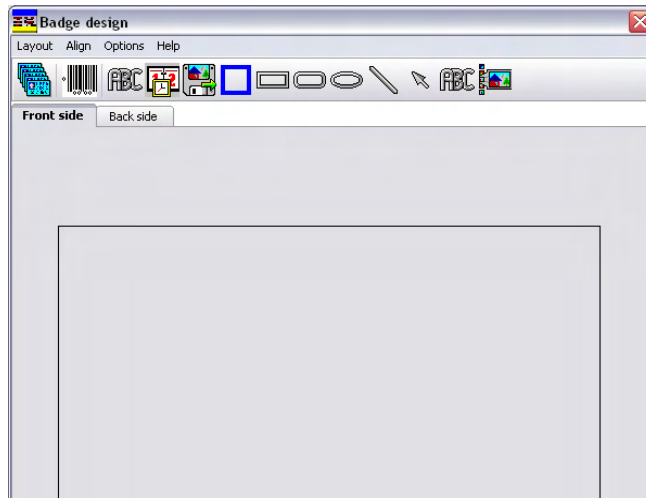 Badge design
Layout Align Options Help
ABC ABC
Front side Back side